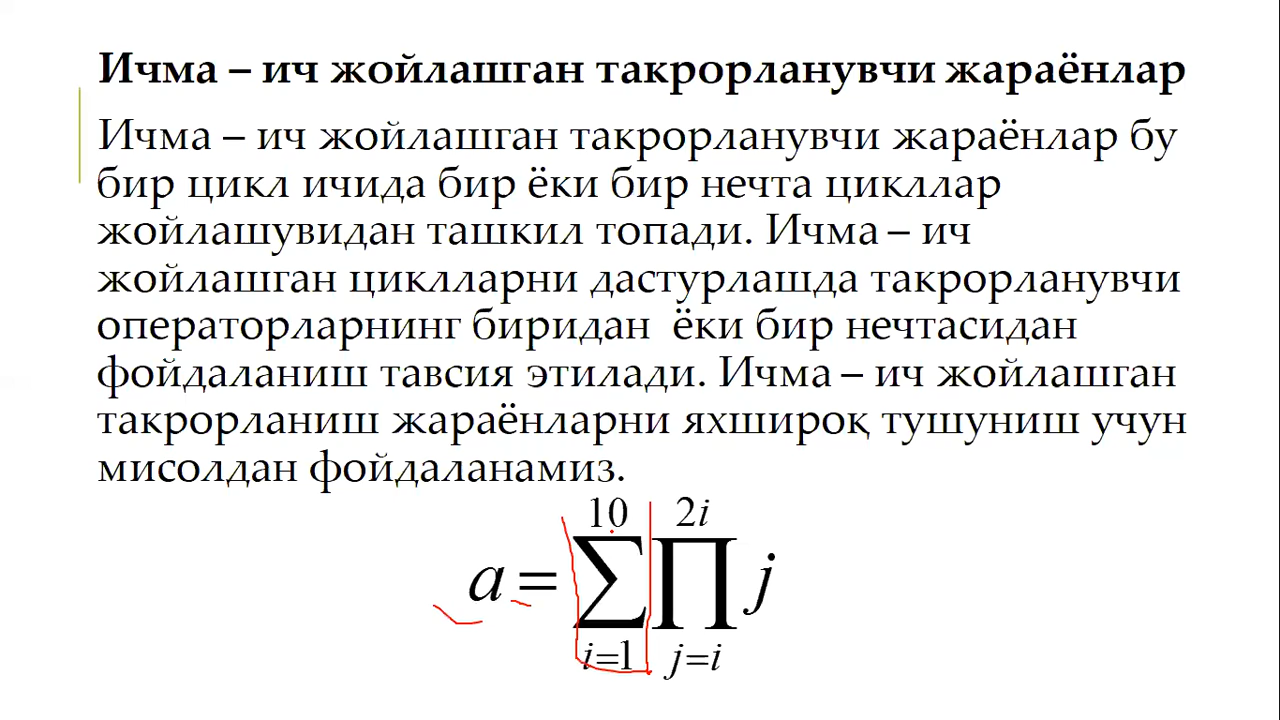 Ичма – ич жойлашган такрорланувчи жараёнлар
Ичма – ич жойлашган такрорланувчи жараёнлар бу
бир цикл ичида бир ёки бир нечта цикллар
жойлашувидан ташкил топади. Ичма – ич
жойлашган циклларни дастурлашда такрорланувчи
операторларнинг биридан ёки бир нечтасидан
фойдаланиш тавсия этилади. Ичма – ич жойлашган
такрорланиш жараёнларни яхшироқ тушуниш учун
мисолдан фойдаланамиз.
10 2i
a = ∑ ∏ j
i=1 j=i